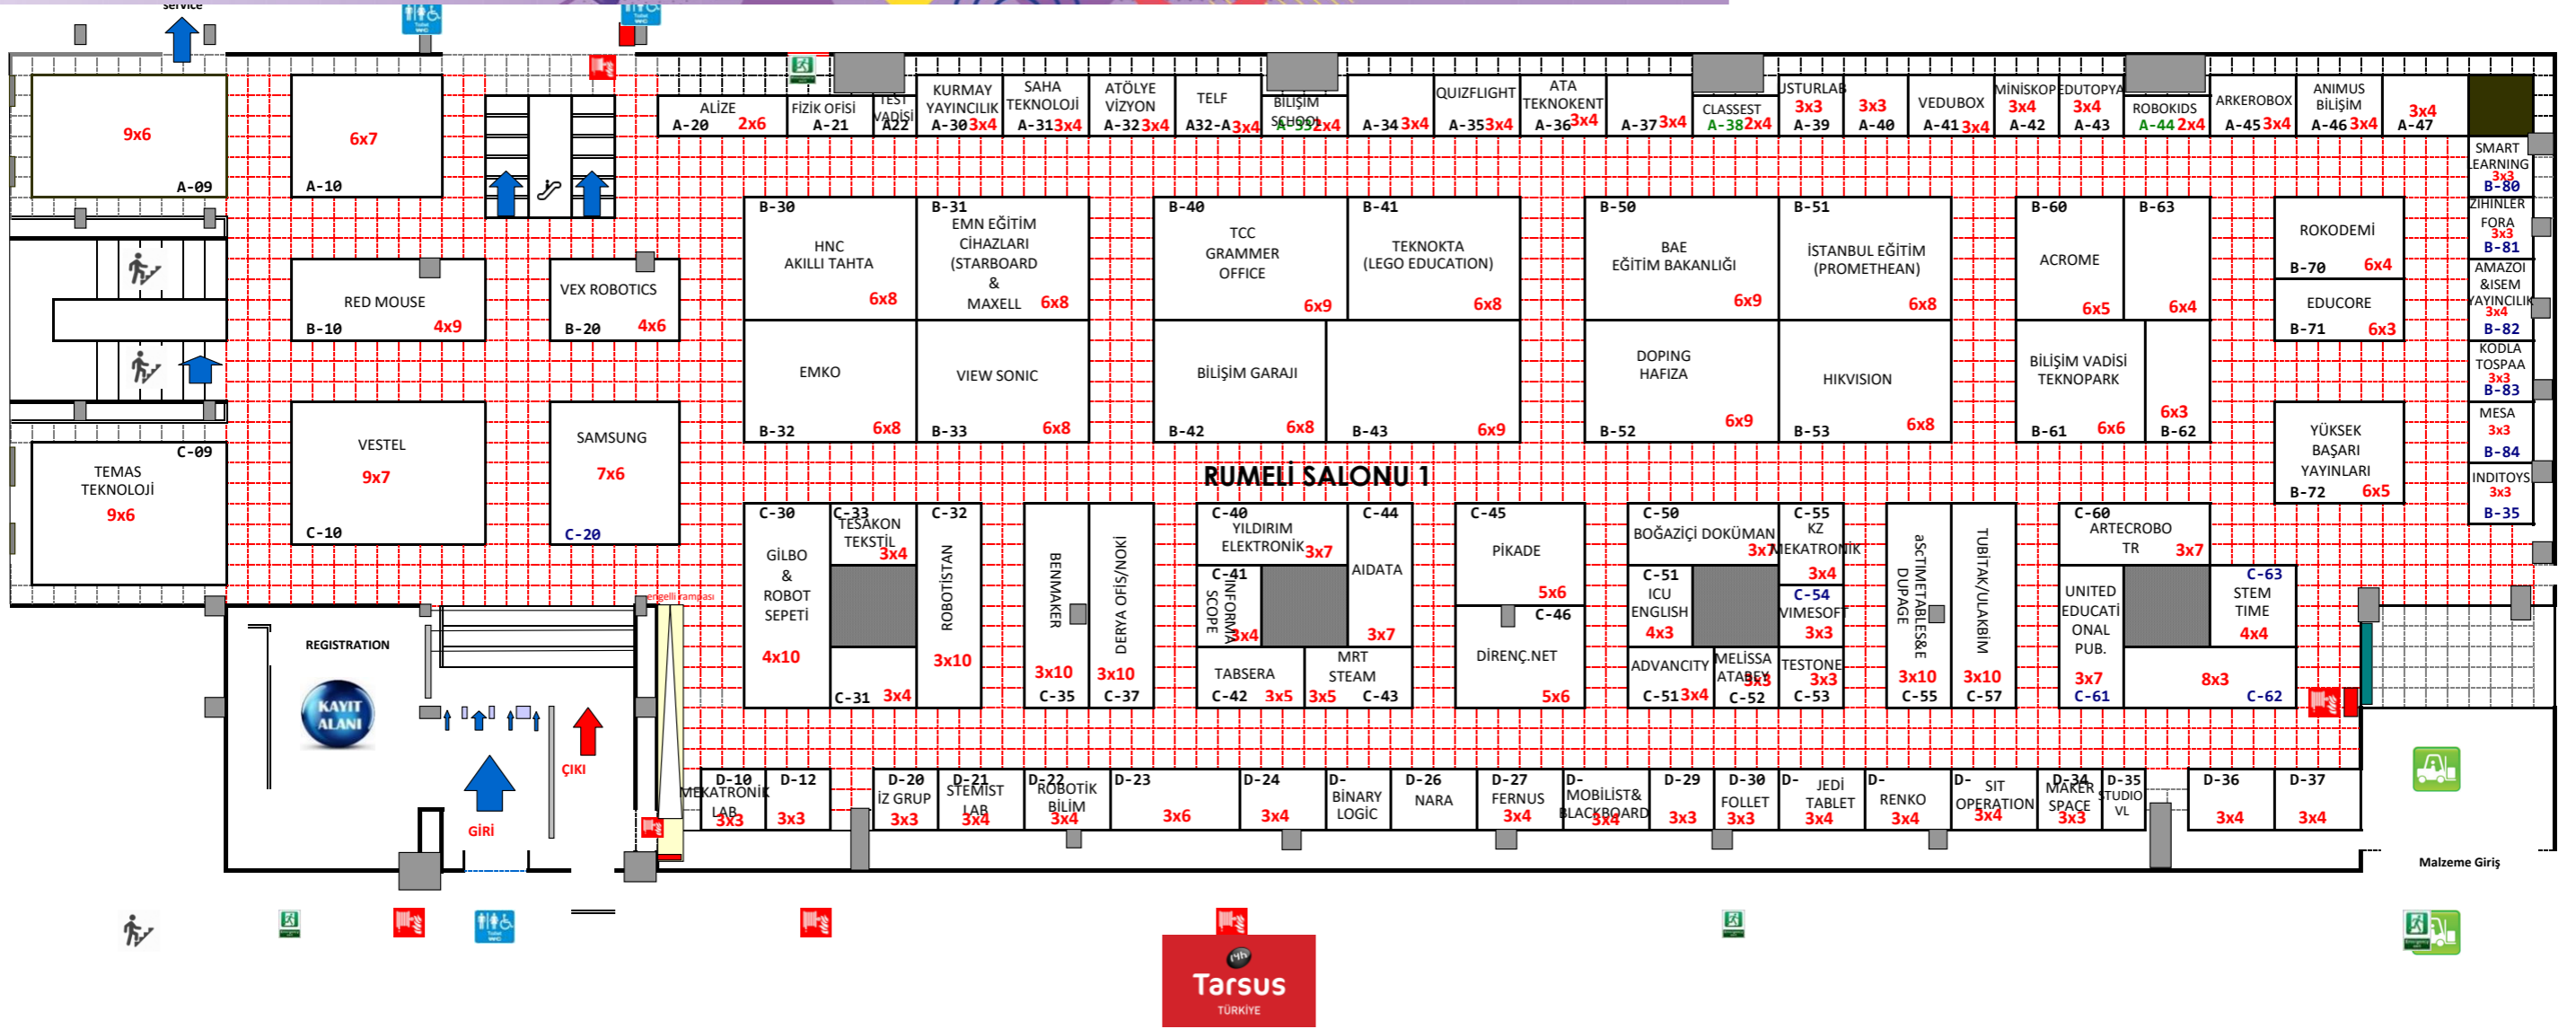 service
9x6
A-09
6x7
A-10
ALİZE
A-20 2x6
FİZİK OFİSİ
A-21
TEST
VADİSİ
A22
KURMAY
YAYINCILIK
A-30 3x4
SAHA
TEKNOLOJİ
A-31 3x4
ATÖLYE
VİZYON
A-32 3x4
TELF
A32-A 3x4
BİLİŞİM
SCHOOL
A-33 2x4
A-34 3x4
QUIZFLIGHT
A-35 3x4
ATA
TEKNOKENT
A-36 3x4
A-37 3x4
CLASSEST
A-38 2x4
USTURLAB
3x3
A-39
3x3
A-40
VEDUBOX
A-41 3x4
MİNİSKOP
3x4
A-42
EDUTOPYA
3x4
A-43
ROBOKIDS
A-44 2x4
ARKEROBOX
A-45 3x4
ANIMUS
BİLİŞİM
A-46 3x4
3x4
A-47
SMART
LEARNING
3x3
B-80
ZİHİNLER
FORA
3x3
B-81
AMAZOI
&ISEM
YAYINCILIK
3x4
B-82
KODLA
TOSPAA
3x3
B-83
MESA
3x3
B-84
INDITOYS
3x3
B-35
RED MOUSE
B-10 4x9
VEX ROBOTICS
B-20 4x6
B-30
HNC
AKILLI TAHTA
6x8
B-31
EMN EĞİTİM
CİHAZLARI
(STARBOARD
&
MAXELL 6x8
EMKO
B-32 6x8
VIEW SONIC
B-33 6x8
B-40
TCC
GRAMMER
OFFICE
6x9
B-41
TEKNOKTA
(LEGO EDUCATION)
6x8
BİLİŞİM GARAJI
B-42 6x8
B-43 6x9
B-50
BAE
EĞİTİM BAKANLIĞI
6x9
B-51
İSTANBUL EĞİTİM
(PROMETHEAN)
6x8
DOPING
HAFIZA
B-52 6x9
HIKVISION
B-53 6x8
B-60
ACROME
6x5
B-63
6x4
BİLİŞİM VADİSİ
TEKNOPARK
B-61 6x6
6x3
B-62
ROKODEMİ
B-70 6x4
EDUCORE
B-71 6x3
YÜKSEK
BAŞARI
YAYINLARI
B-72 6x5
C-09
TEMAS
TEKNOLOJİ
9x6
VESTEL
9x7
C-10
SAMSUNG
7x6
C-20
RUMELİ SALONU 1
C-30
GİLBO
&
ROBOT
SEPETİ
4x10
C-33
TESAKON
TEKSTİL
3x4
C-31 3x4
C-32
ROBOTİSTAN
3x10
BENMAKER
3x10
C-35
DERYA OFİS/NOKİ
3x10
C-37
C-40
YILDIRIM
ELEKTRONİK 3x7
C-41
INFORMA
SCOPE
3x4
TABSERA
C-42 3x5
C-44
AIDATA
3x7
MRT
STEAM
3x5 C-43
C-45
PİKADE
5x6
C-46
DİRENÇ.NET
5x6
C-50
BOĞAZİÇİ DOKÜMAN
3x7
C-51
ICU
ENGLISH
4x3
ADVANCITY
C-51 3x4
MELİSSA
ATABEY
3x3
C-52
C-55
KZ
MEKATRONİK
3x4
C-54
VIMESOFT
3x3
TESTONE
3x3
C-53
aSCTIMETABLES&E
DUPAGE
3x10
C-55
TUBİTAK/ULAKBİM
3x10
C-57
C-60
ARTECROBO
TR 3x7
UNITED
EDUCATİ
ONAL
PUB.
3x7
C-61
C-63
STEM
TIME
4x4
8x3
C-62
engelli rampası
REGISTRATION
KAYIT
ALANI
ÇIKI
GİRİ
D-10
MEKATRONİK
LAB
3x3
D-12
3x3
D-20
İZ GRUP
3x3
D-21
STEMİST
LAB
3x4
D-22
ROBOTİK
BİLİM
3x4
D-23
3x6
D-24
3x4
D-
BİNARY
LOGİC
D-26
NARA
D-27
FERNUS
3x4
D-
MOBİLİST&
BLACKBOARD
3x4
D-29
3x3
D-30
FOLLET
3x3
D-
JEDİ
TABLET
3x4
D-
RENKO
3x4
D-
SIT
OPERATION
3x4
D-34
MAKER
SPACE
3x3
D-35
STUDIO
VL
D-36
3x4
D-37
3x4
Malzeme Giriş
Tarsus
TÜRKİYE